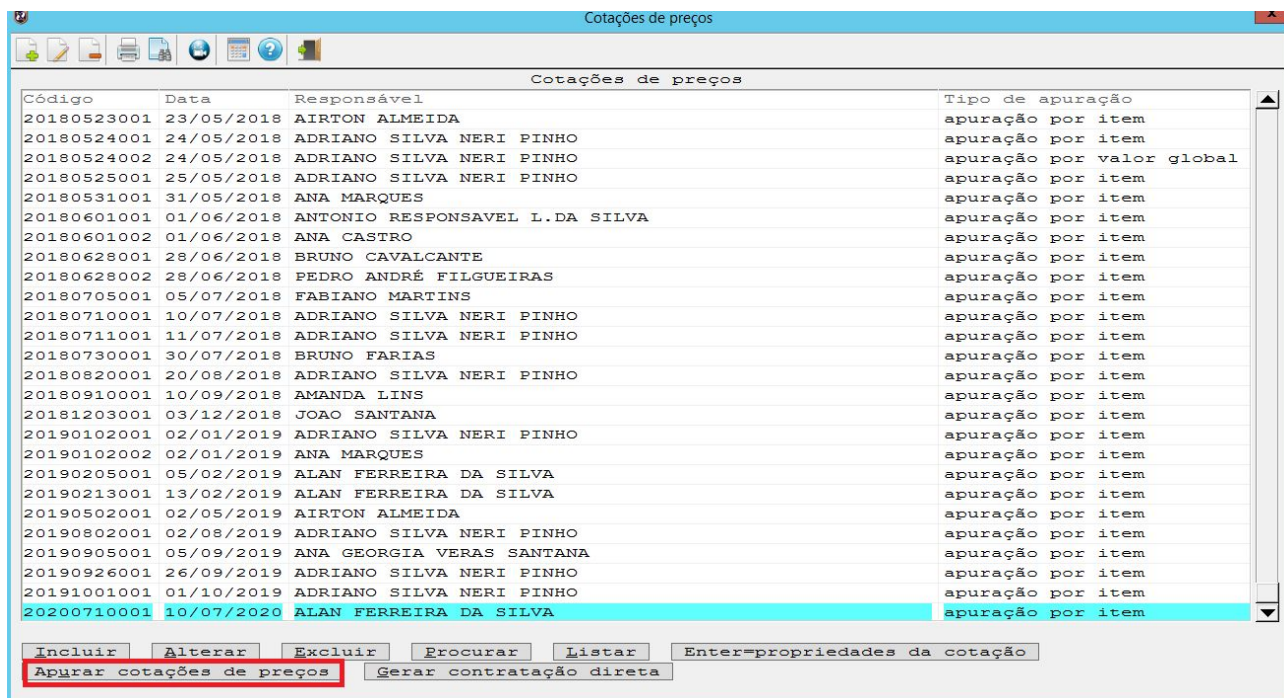 Cotações de preços
x
Cotações de preços
Código Data Responsável Tipo de apuração
20180523001 23/05/2018 AIRTON ALMEIDA apuração por item
20180524001 24/05/2018 ADRIANO SILVA NERI PINHO apuração por item
20180524002 24/05/2018 ADRIANO SILVA NERI PINHO apuração por valor global
20180525001 25/05/2018 ADRIANO SILVA NERI PINHO apuração por item
20180531001 31/05/2018 ANA MARQUES apuração por item
20180601001 01/06/2018 ANTONIO RESPONSAVEL L.DA SILVA apuração por item
20180601002 01/06/2018 ANA CASTRO apuração por item
20180628001 28/06/2018 BRUNO CAVALCANTE apuração por item
20180628002 28/06/2018 PEDRO ANDRÉ FILGUEIRAS apuração por item
20180705001 05/07/2018 FABIANO MARTINS apuração por item
20180710001 10/07/2018 ADRIANO SILVA NERI PINHO apuração por item
20180711001 11/07/2018 ADRIANO SILVA NERI PINHO apuração por item
20180730001 30/07/2018 BRUNO FARIAS apuração por item
20180820001 20/08/2018 ADRIANO SILVA NERI PINHO apuração por item
20180910001 10/09/2018 AMANDA LINS apuração por item
20181203001 03/12/2018 JOAO SANTANA apuração por item
20190102001 02/01/2019 ADRIANO SILVA NERI PINHO apuração por item
20190102002 02/01/2019 ANA MARQUES apuração por item
20190205001 05/02/2019 ALAN FERREIRA DA SILVA apuração por item
20190213001 13/02/2019 ALAN FERREIRA DA SILVA apuração por item
20190502001 02/05/2019 AIRTON ALMEIDA apuração por item
20190802001 02/08/2019 ADRIANO SILVA NERI PINHO apuração por item
20190905001 05/09/2019 ANA GEORGIA VERAS SANTANA apuração por item
20190926001 26/09/2019 ADRIANO SILVA NERI PINHO apuração por item
20191001001 01/10/2019 ADRIANO SILVA NERI PINHO apuração por item
20200710001 10/07/2020 ALAN FERREIRA DA SILVA apuração por item
Incluir Alterar Excluir Procurar Listar Enter=propriedades da cotação
Apurar cotações de preços Gerar contratação direta